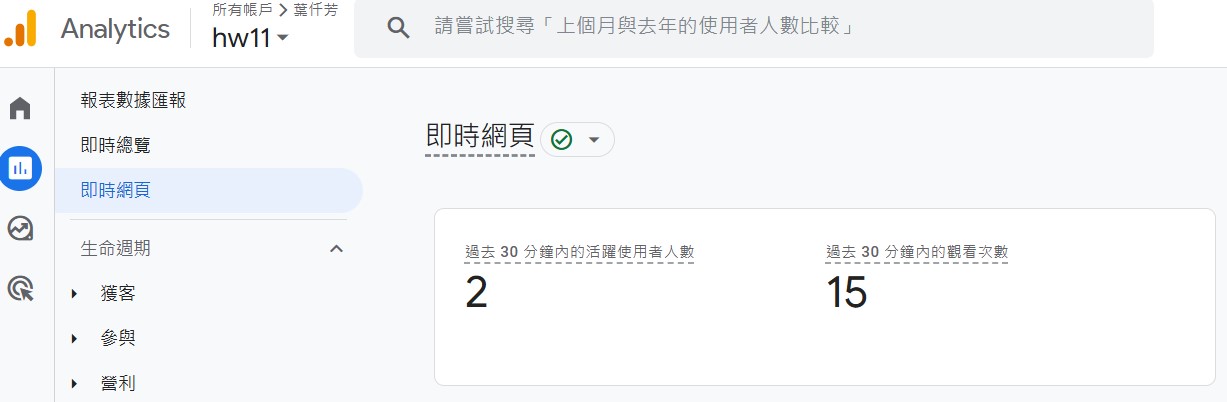 Analytics
所有帳戶 > 葉仟芳
hw11
請嘗試搜尋「上個月與去年的使用者人數比較」
報表數據匯報
即時總覽
即時網頁
生命週期
獲客
參與
營利
即時網頁
過去 30 分鐘內的活躍使用者人數
2
過去 30 分鐘內的觀看次數
15